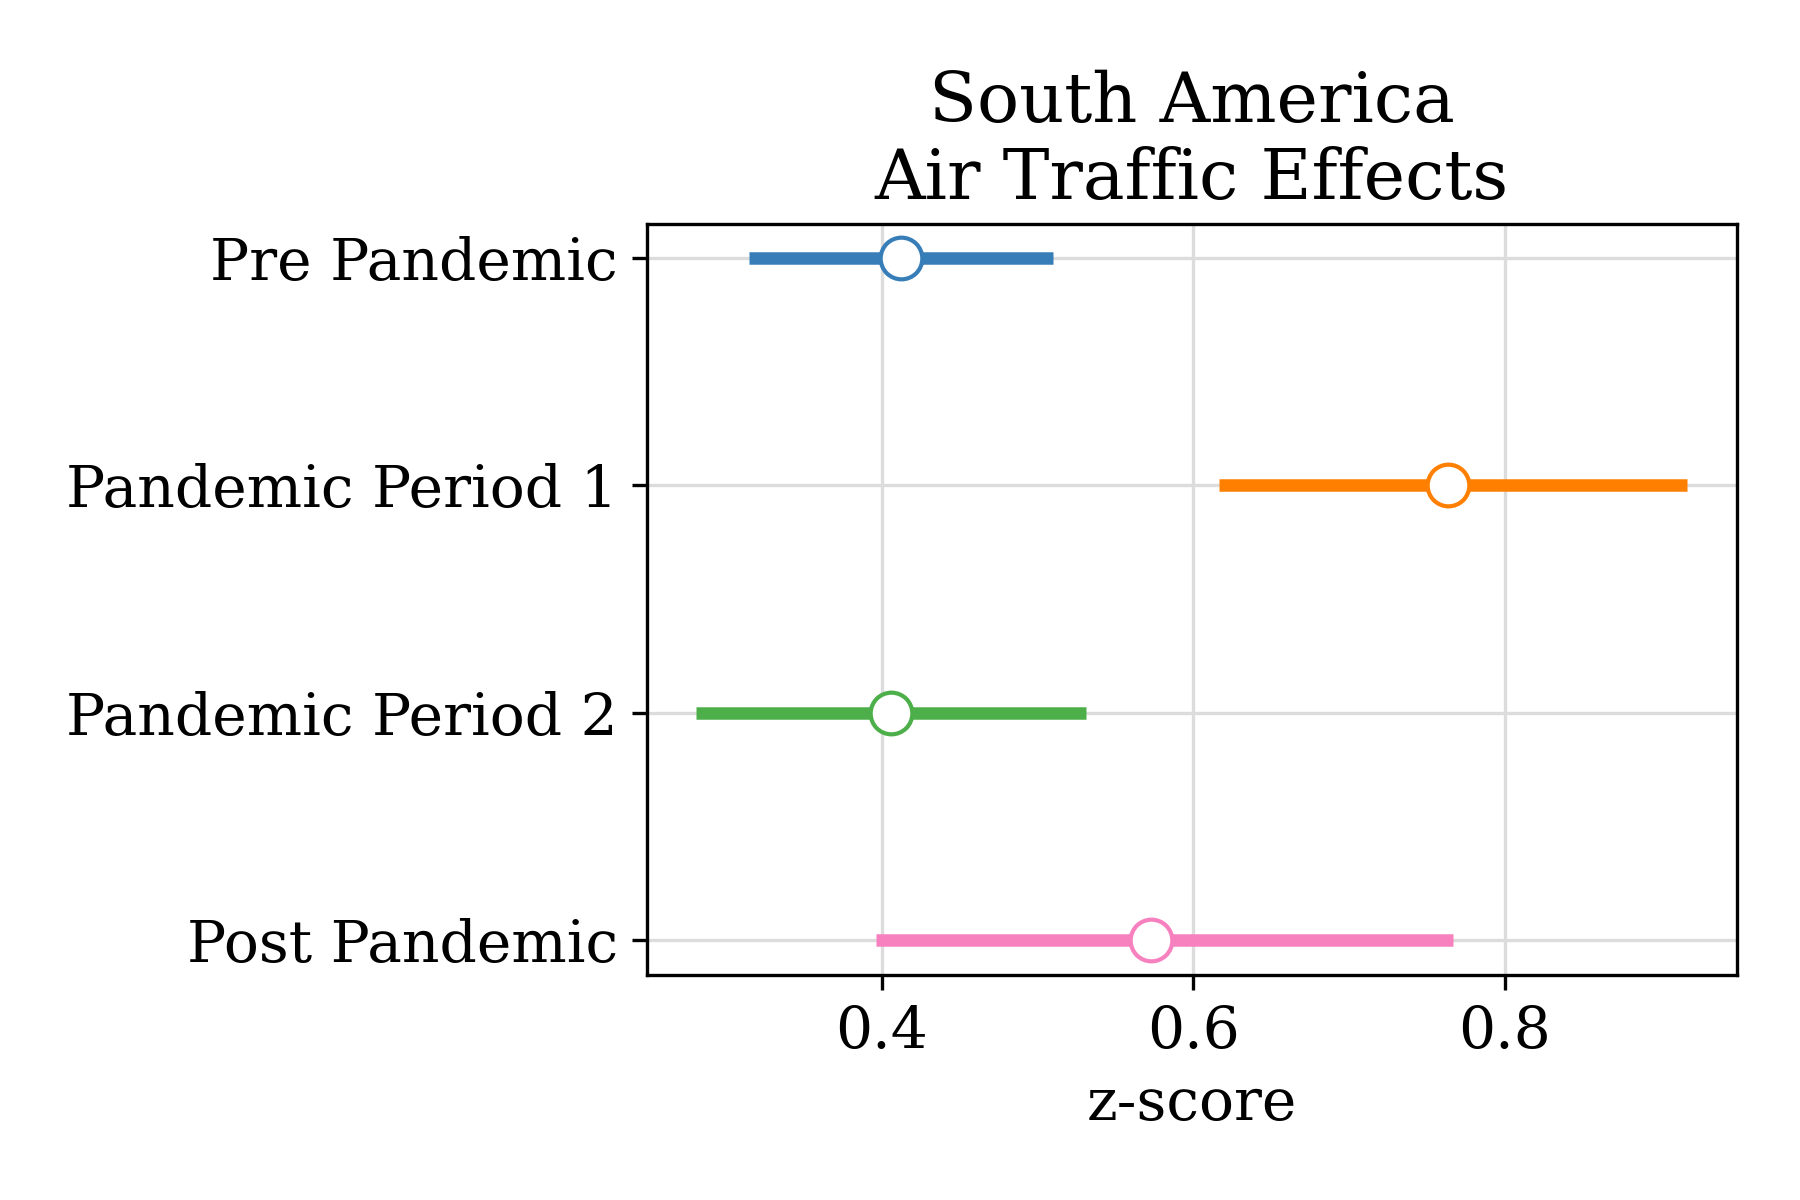 South America
Air Traffic Effects
Pre Pandemic
Pandemic Period 1
Pandemic Period 2
Post Pandemic
0.4 0.6 0.8
z-score